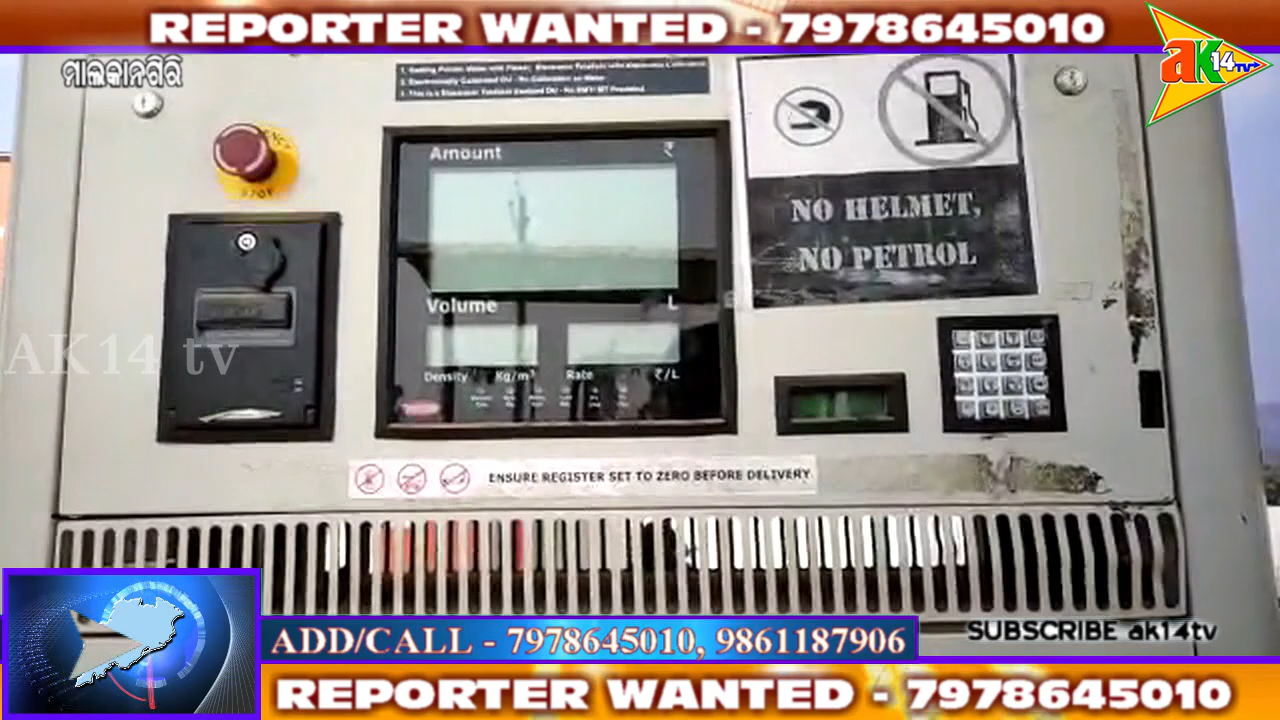 REPORTER WANTED - 7978645010
ak14TV
ମାଲକାନଗିରି
Amount ₹
NO HELMET,
NO PETROL
STOP
Volume L
AK14 tv
Density Kg/m³ Rate ₹/L
ENSURE REGISTER SET TO ZERO BEFORE DELIVERY
SUBSCRIBE ak14tv
ADD/CALL - 7978645010, 9861187906
REPORTER WANTED - 7978645010